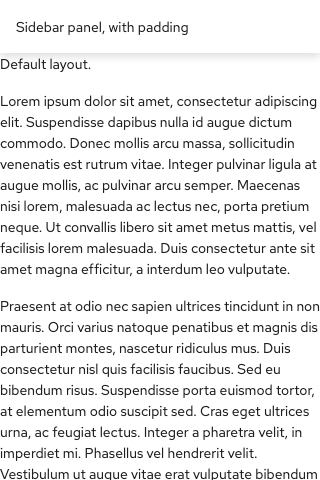 Sidebar panel, with padding
Default layout.
Lorem ipsum dolor sit amet, consectetur adipiscing
elit. Suspendisse dapibus nulla id augue dictum
commodo. Donec mollis arcu massa, sollicitudin
venenatis est rutrum vitae. Integer pulvinar ligula at
augue mollis, ac pulvinar arcu semper. Maecenas
nisi lorem, malesuada ac lectus nec, porta pretium
neque. Ut convallis libero sit amet metus mattis, vel
facilisis lorem malesuada. Duis consectetur ante sit
amet magna efficitur, a interdum leo vulputate.
Praesent at odio nec sapien ultrices tincidunt in non
mauris. Orci varius natoque penatibus et magnis dis
parturient montes, nascetur ridiculus mus. Duis
consectetur nisl quis facilisis faucibus. Sed eu
bibendum risus. Suspendisse porta euismod tortor,
at elementum odio suscipit sed. Cras eget ultrices
urna, ac feugiat lectus. Integer a pharetra velit, in
imperdiet mi. Phasellus vel hendrerit velit.
Vestibulum ut augue vitae erat vulputate bibendum